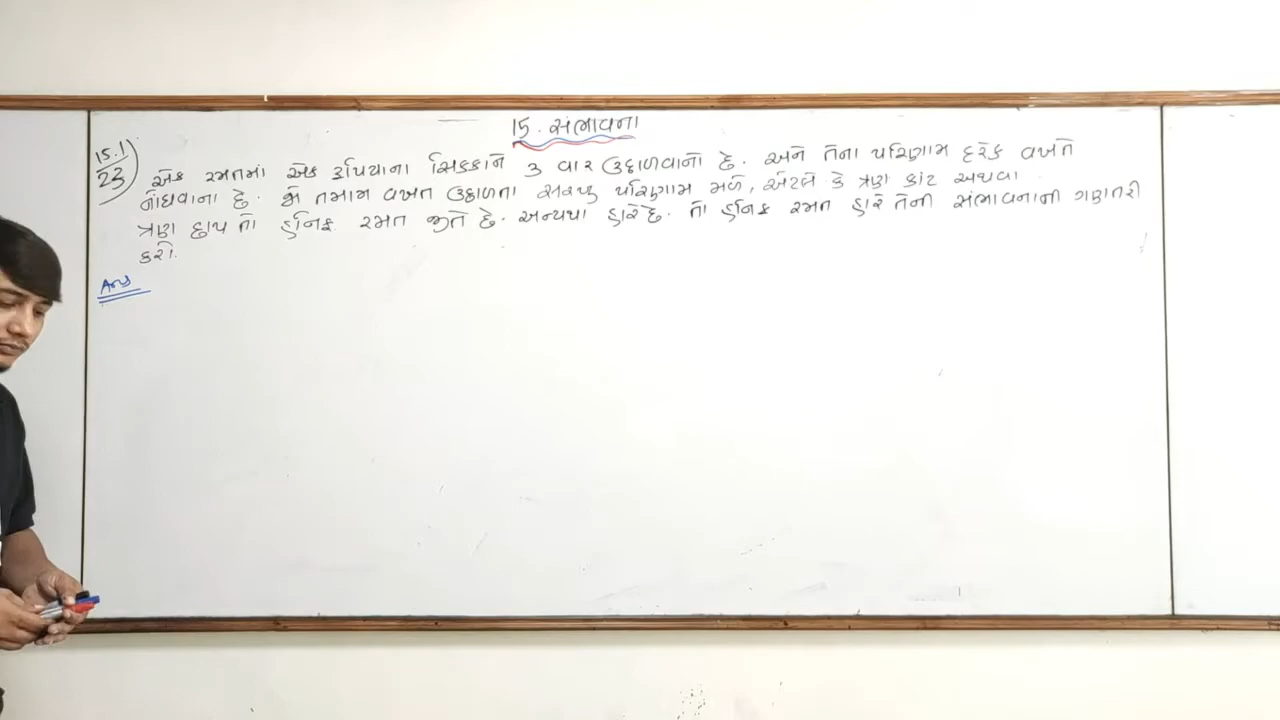 15. સંભાવના
15.1
23
એક રમતમાં એક રૂપિયાના સિક્કાને 3 વાર ઉછાળવાનો છે. અને તેના પરિણામ દરેક વખતે
નોંધવાના છે. જો તમામ વખત ઉછાળતા સરખુ પરિણામ મળે, એટલે કે ત્રણ કાંટ અથવા
ત્રણ છાપ તો હનિફ રમત જીતે છે. અન્યથા હારે છે. તો હનિફ રમત હારે તેની સંભાવનાની ગણતરી
કરો.
Ans